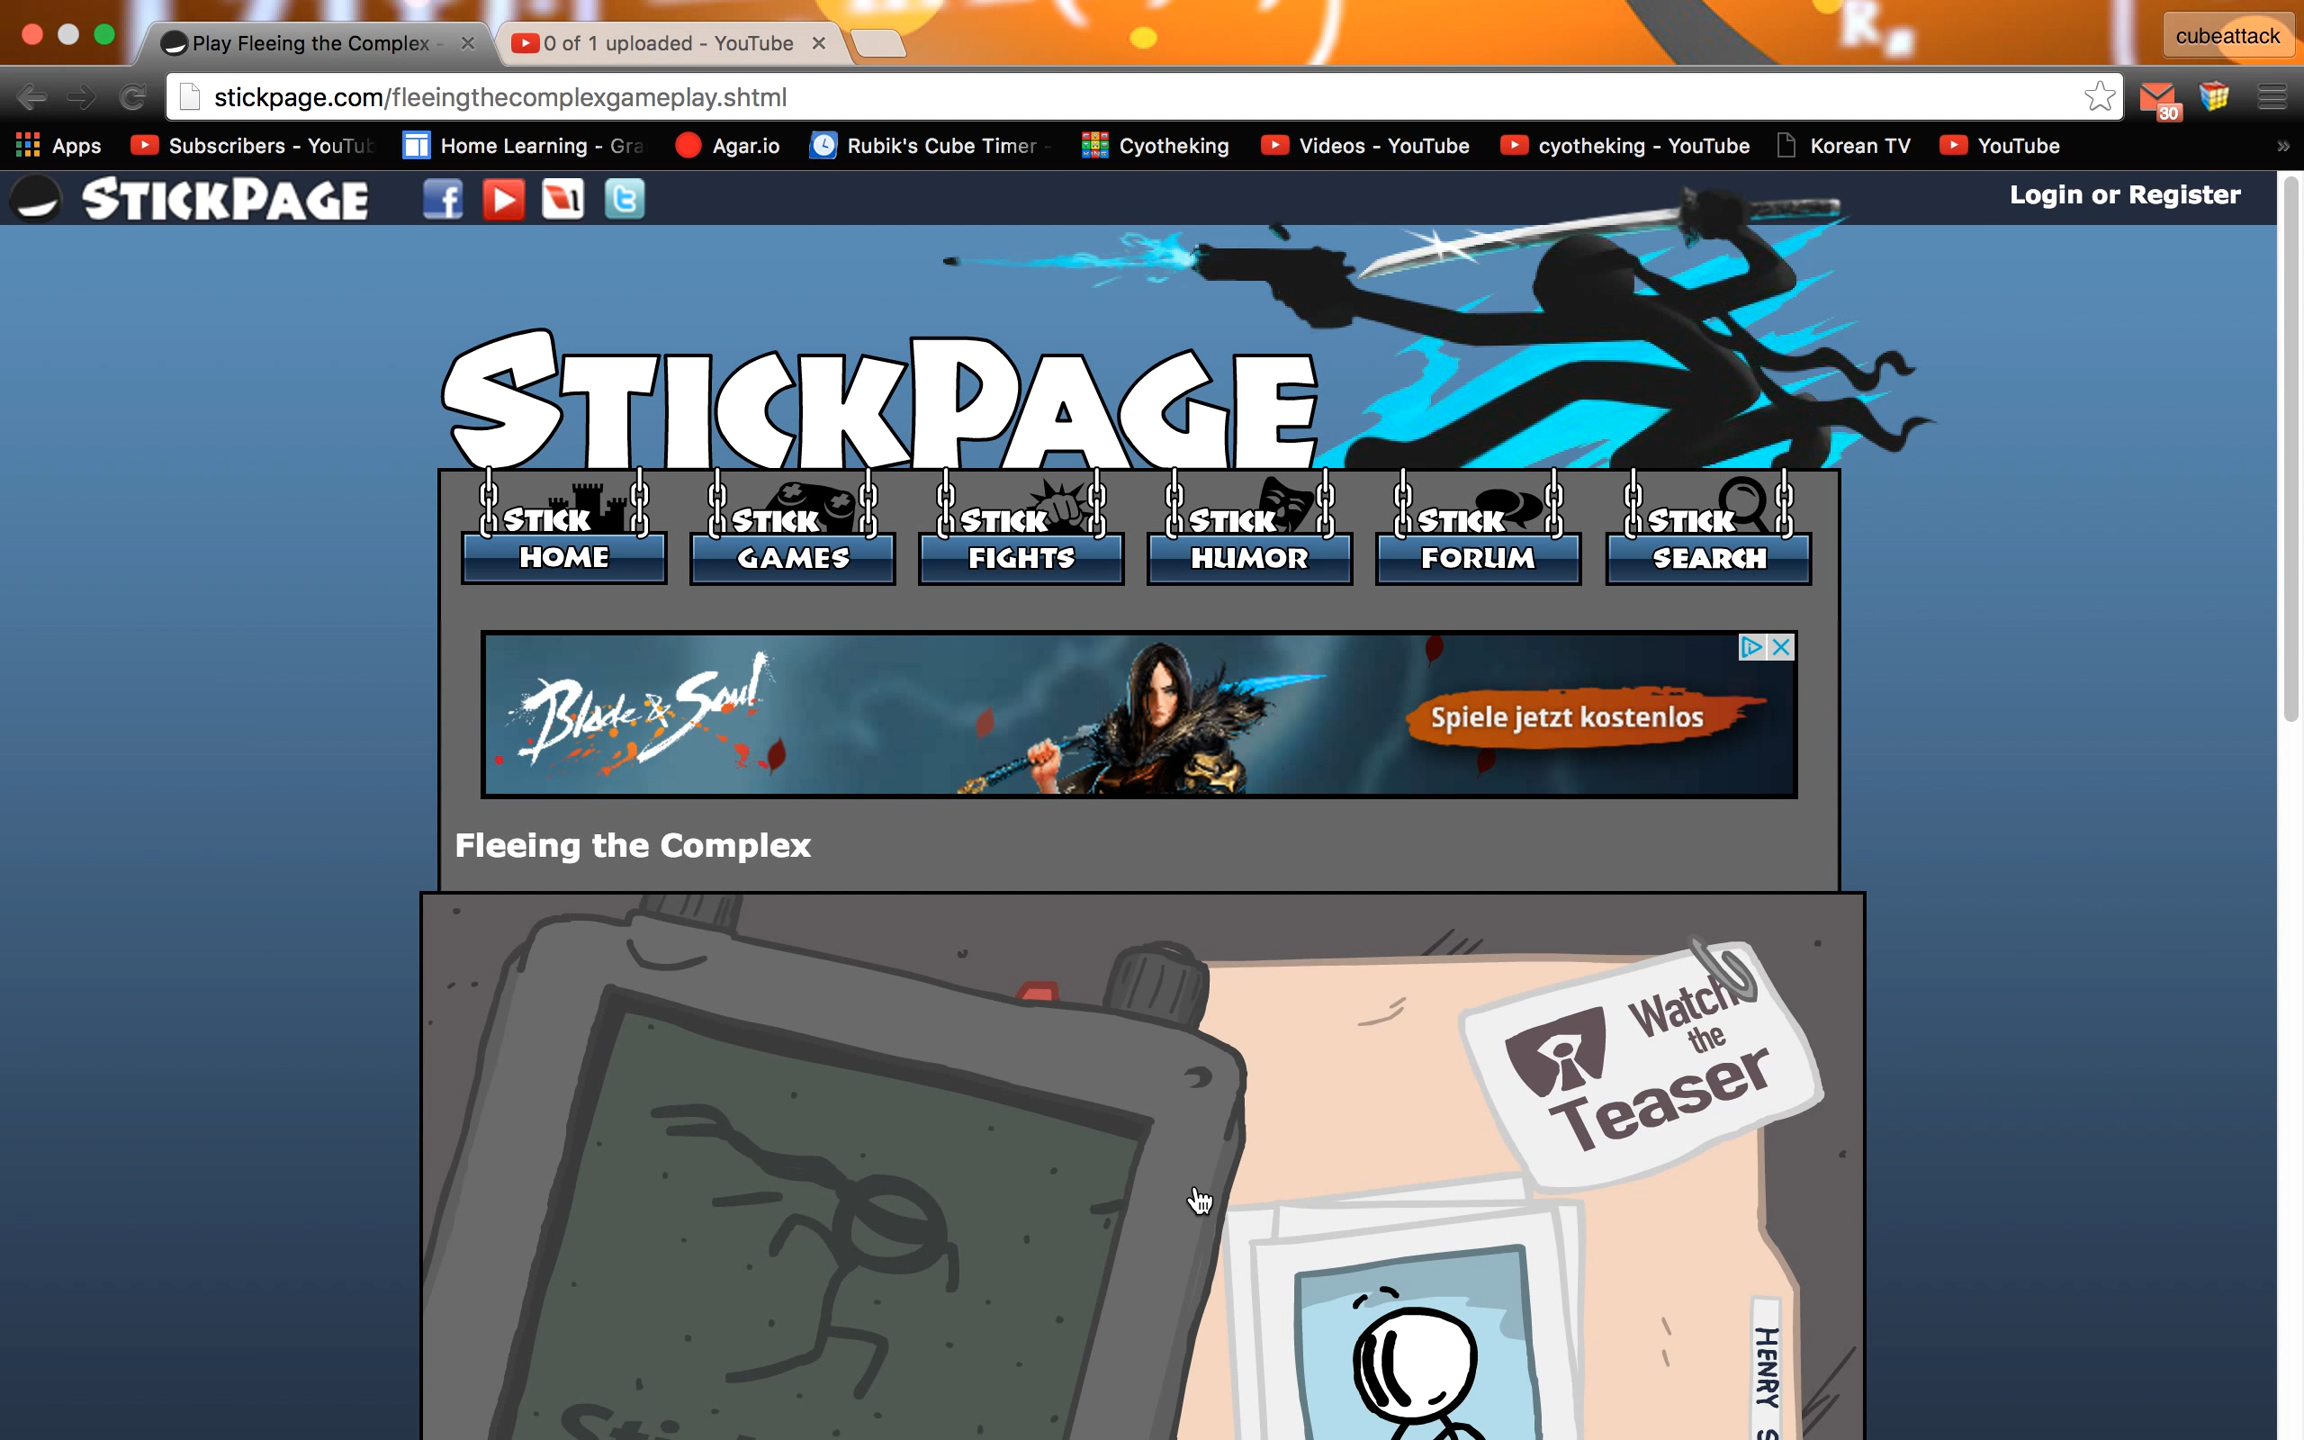 Play Fleeing the Complex -
0 of 1 uploaded - YouTube
cubeattack
stickpage.com/fleeingthecomplexgameplay.shtml
30
Apps
Subscribers - YouTub
Home Learning - Gra
Agar.io
Rubik's Cube Timer -
Cyotheking
Videos - YouTube
cyotheking - YouTube
Korean TV
YouTube
»
STICKPAGE
Login or Register
STICKPAGE
STICK HOME
STICK GAMES
STICK FIGHTS
STICK HUMOR
STICK FORUM
STICK SEARCH
Blade & Soul
Spiele jetzt kostenlos
Fleeing the Complex
Watch
the
Teaser
HENRY S